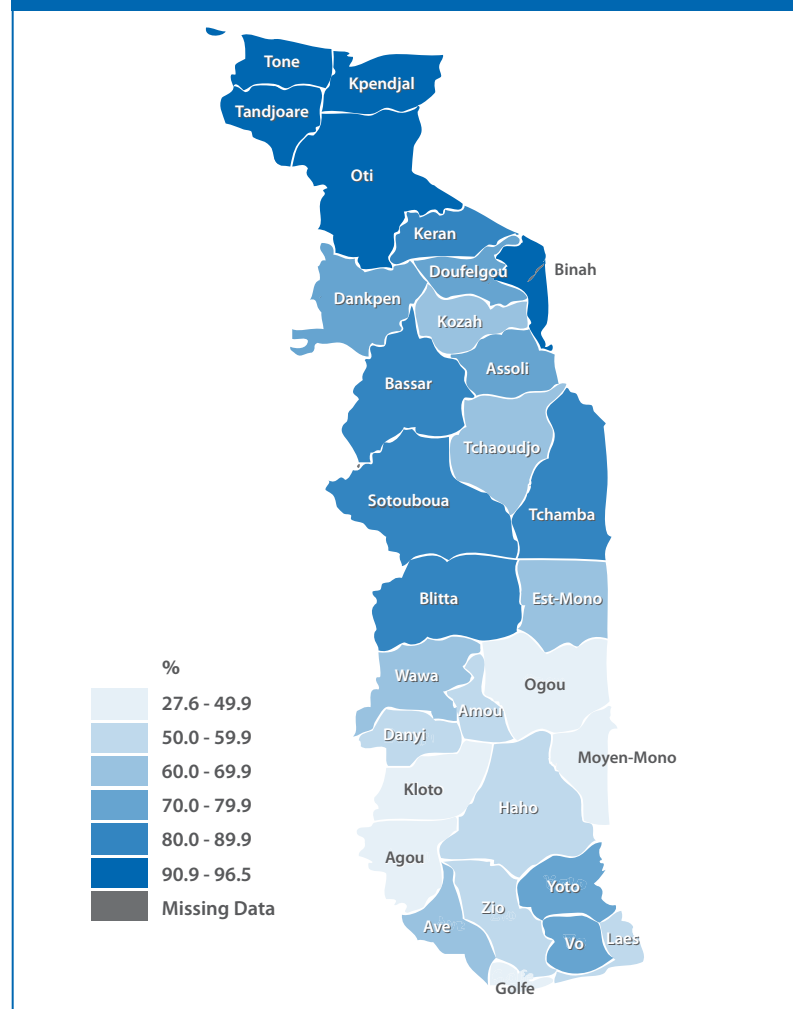 Tone
Kpendjal
Tandjoare
Oti
Keran
Doufelgou
Binah
Dankpen
Kozah
Assoli
Bassar
Tchaoudjo
Sotouboua
Tchamba
Blitta
Est-Mono
Wawa
Ogou
Amou
Danyi
Moyen-Mono
Kloto
Haho
Agou
Yoto
Zio
Ave
Vo
Laes
Golfe
%
27.6 - 49.9
50.0 - 59.9
60.0 - 69.9
70.0 - 79.9
80.0 - 89.9
90.9 - 96.5
Missing Data